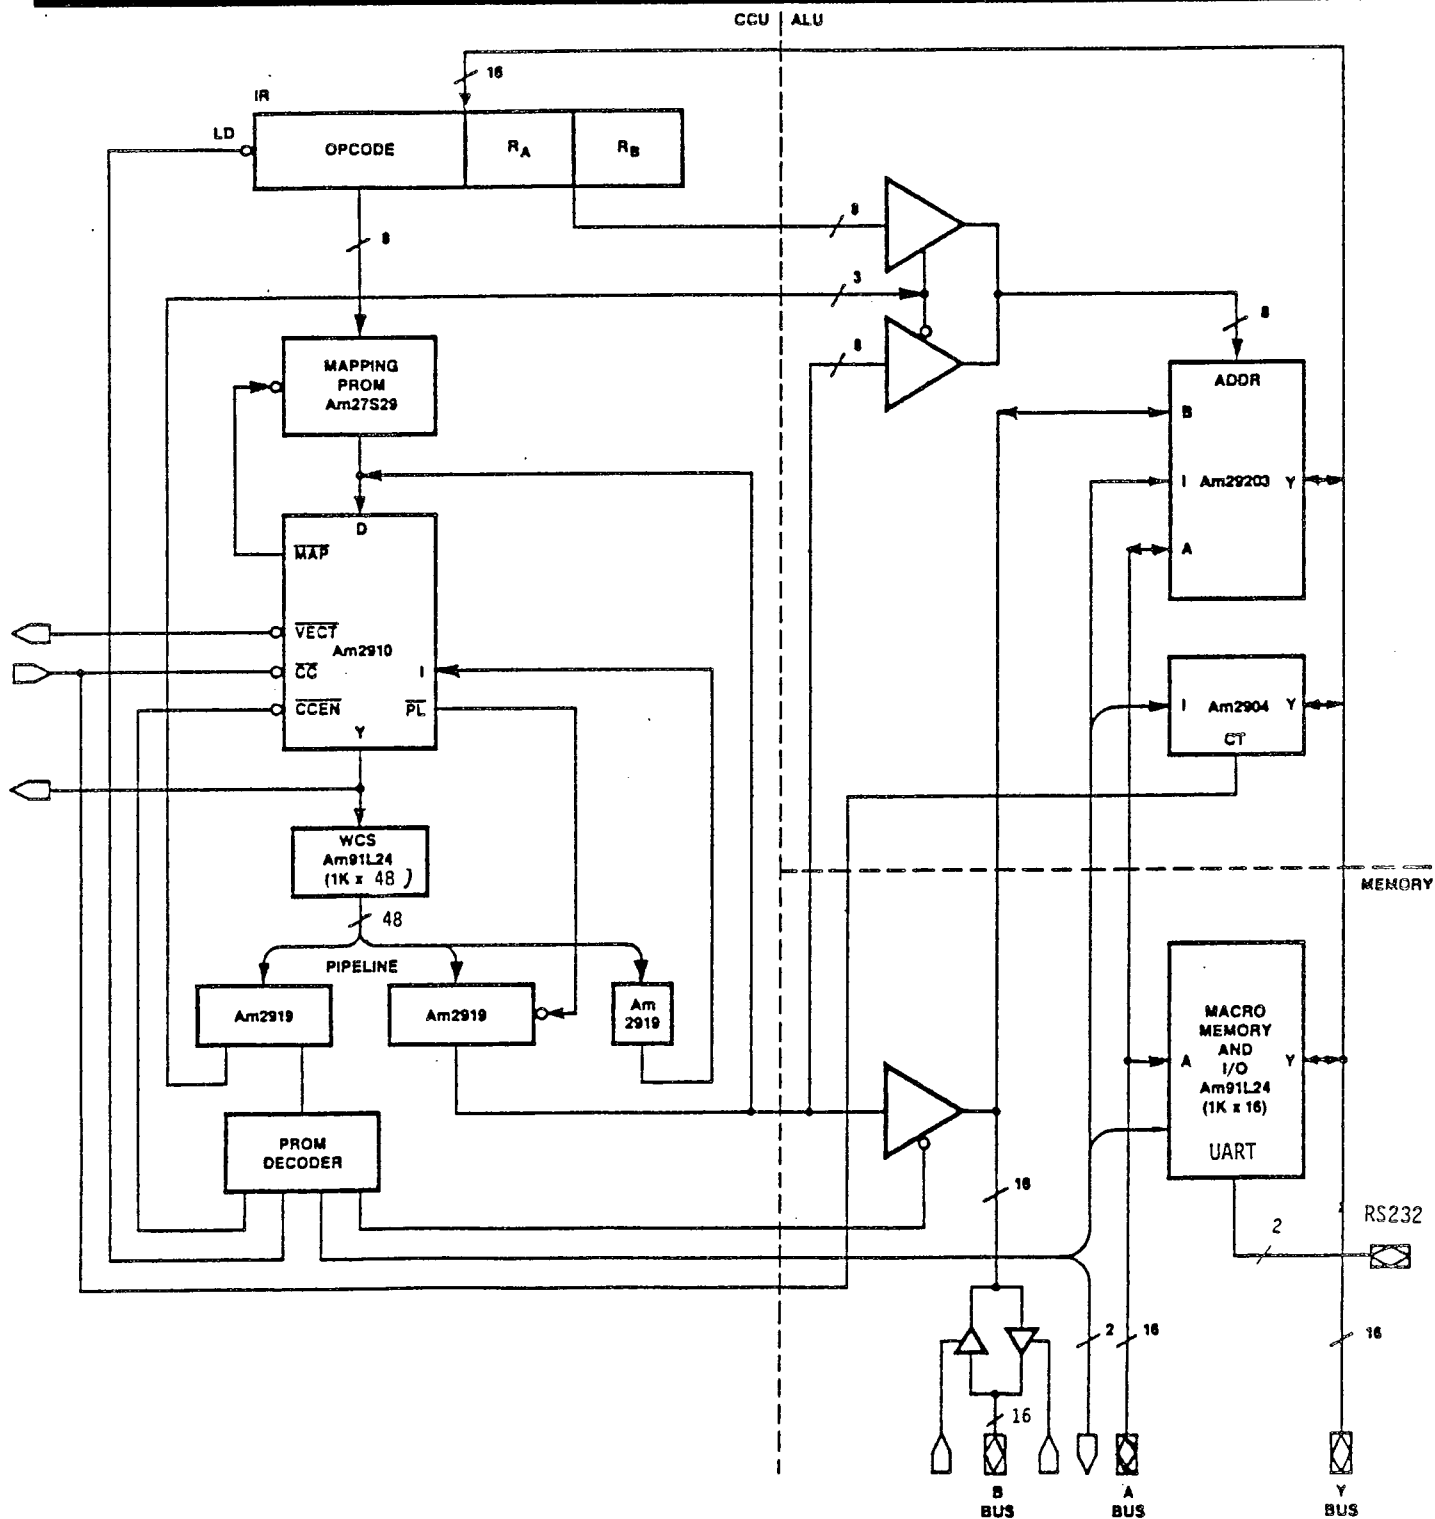 CCU ALU
16
IR
LD
OPCODE
RA
RB
8
8
3
8
8
MAPPING
PROM
Am27S29
ADDR
B
I
Am29203
Y
A
D
MAP
VECT
Am2910
CC
I
CCEN
PL
Y
I
Am2904
Y
CT
WCS
Am91L24
(1K x 48)
48
PIPELINE
Am2919
Am2919
Am
2919
MEMORY
MACRO
MEMORY
AND
I/O
Am91L24
(1K x 16)
UART
A
Y
PROM
DECODER
16
2
RS232
2
16
16
16
B
BUS
A
BUS
Y
BUS